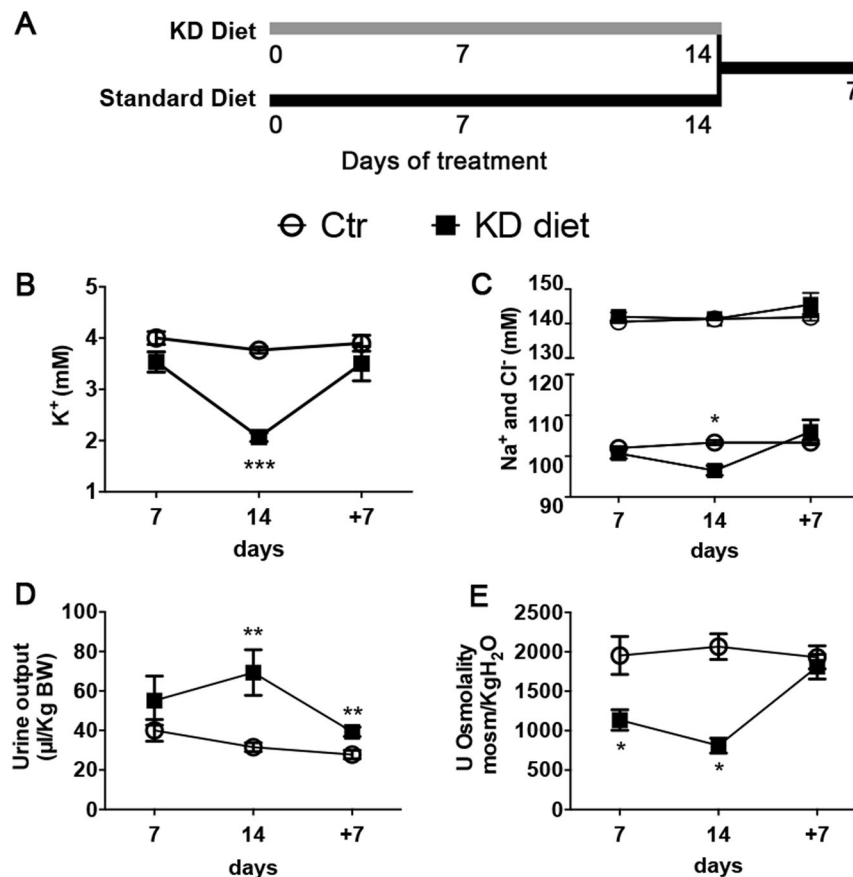 A
KD Diet
0 7 14
7
Standard Diet
0 7 14
Days of treatment
Ctr KD diet
B
5
4
3
2
1
K+ (mM)
***
7 14 +7
days
C
150
140
130
120
110
100
90
Na+ and Cl- (mM)
*
7 14 +7
days
D
100
80
60
40
20
0
Urine output
(µl/Kg BW)
**
**
7 14 +7
days
E
2500
2000
1500
1000
500
0
U Osmolality
mosm/KgH2O
*
*
7 14 +7
days